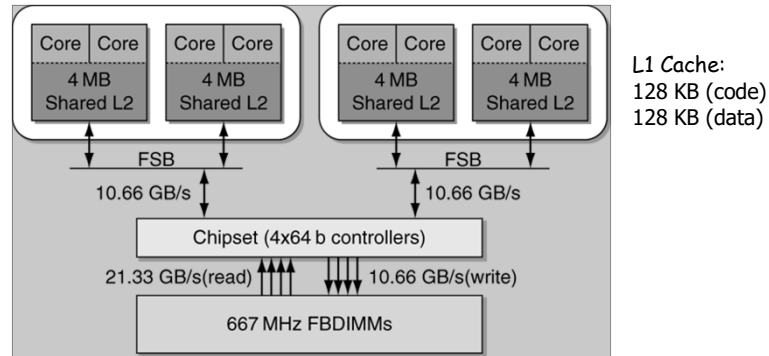 Core Core Core Core Core Core Core Core
4 MB 4 MB 4 MB 4 MB
Shared L2 Shared L2 Shared L2 Shared L2
L1 Cache:
128 KB (code)
128 KB (data)
FSB FSB
10.66 GB/s 10.66 GB/s
Chipset (4x64 b controllers)
21.33 GB/s(read) 10.66 GB/s(write)
667 MHz FBDIMMs